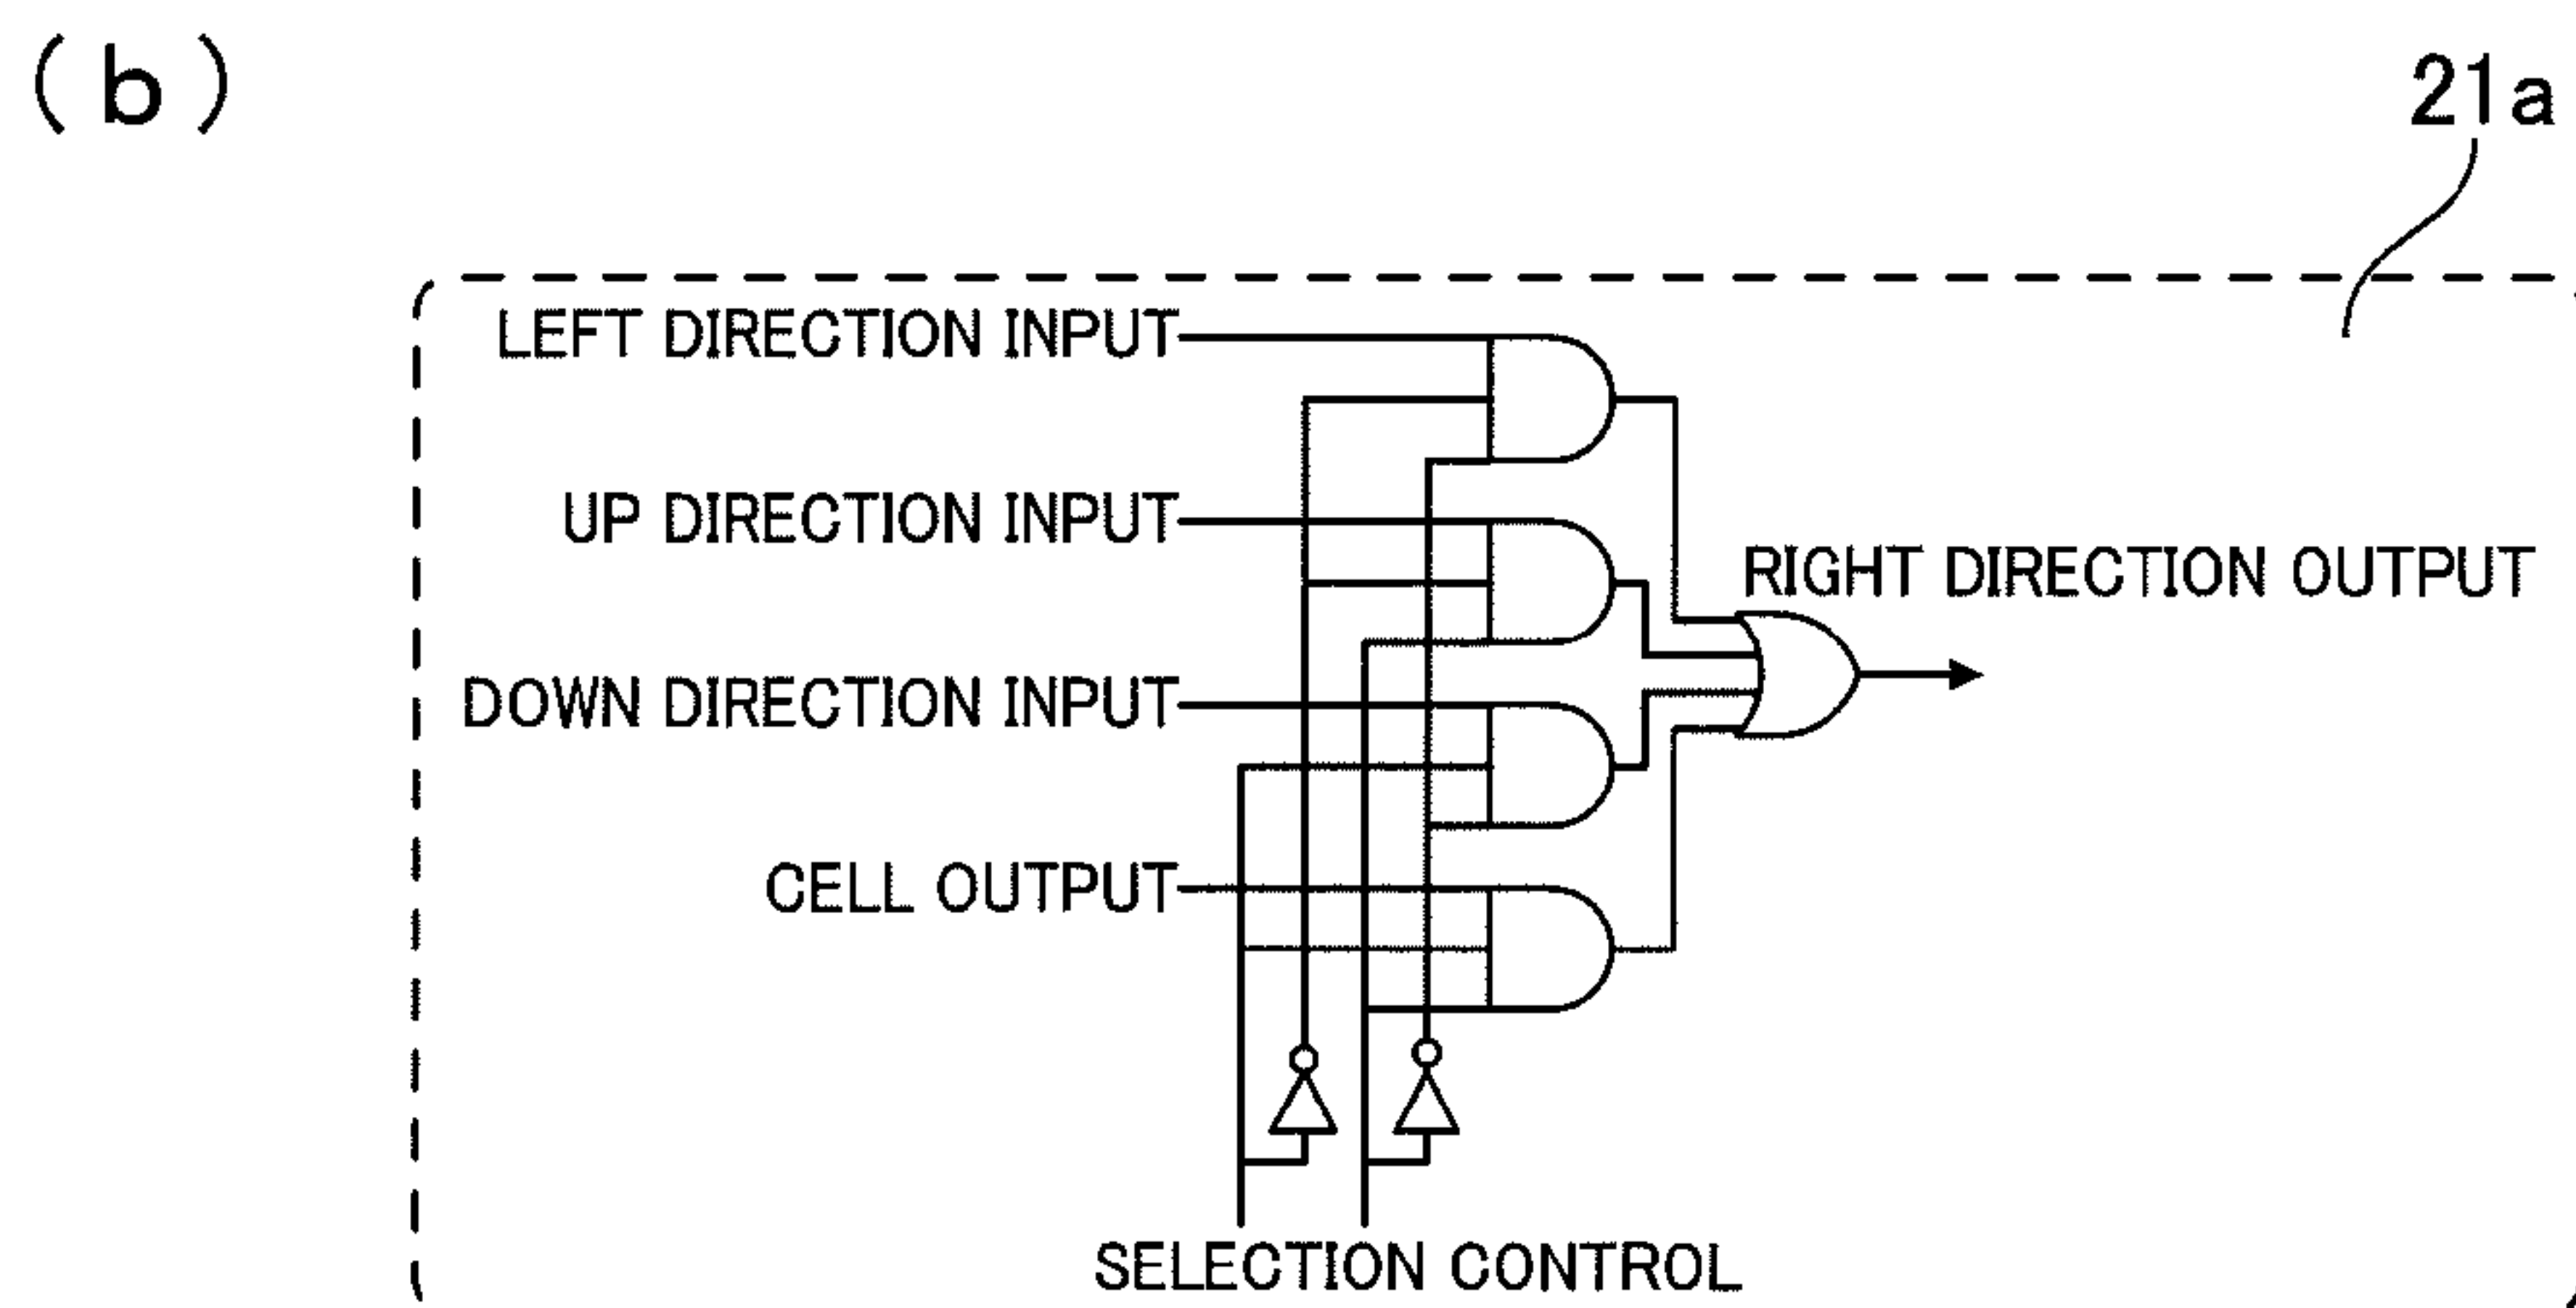 (b)
21a
LEFT DIRECTION INPUT
UP DIRECTION INPUT
RIGHT DIRECTION OUTPUT
DOWN DIRECTION INPUT
CELL OUTPUT
SELECTION CONTROL